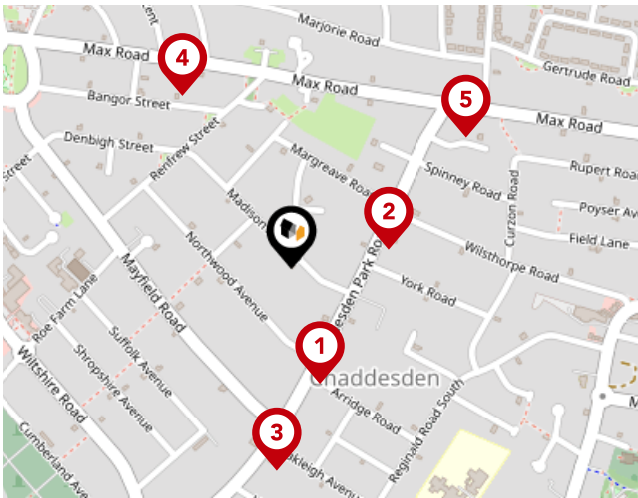 Marjorie Road
Max Road
4
Gertrude Road
Max Road
5
Bangor Street
Max Road
Denbigh Street
Renfrew Street
Margreave Road
Spinney Road
Rupert Roa
Street
Madison
2
Curzon Road
Poyser Av
Field Lane
Mayfield Road
Northwood Avenue
esden Park Ro
Wilsthorpe Road
York Road
Roe Farm Lane
1
Suffolk Avenue
Shropshire Avenue
Wiltshire Road
Chaddesden
Arridge Road
Reginald Road South
M
3
akleigh Avenu
Cumberland Ave